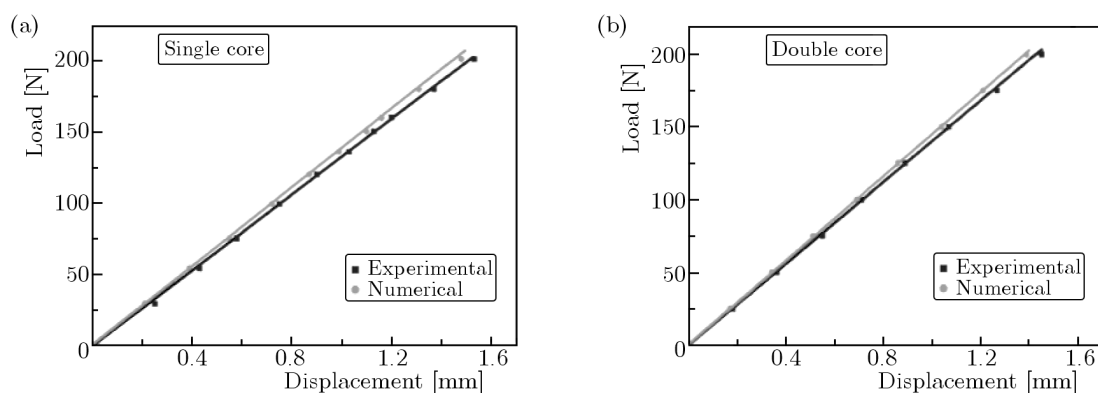 (a)
Single core
Load [N]
200
150
100
50
0
0.4
0.8
1.2
1.6
Displacement [mm]
Experimental
Numerical
(b)
Double core
Load [N]
200
150
100
50
0
0.4
0.8
1.2
1.6
Displacement [mm]
Experimental
Numerical